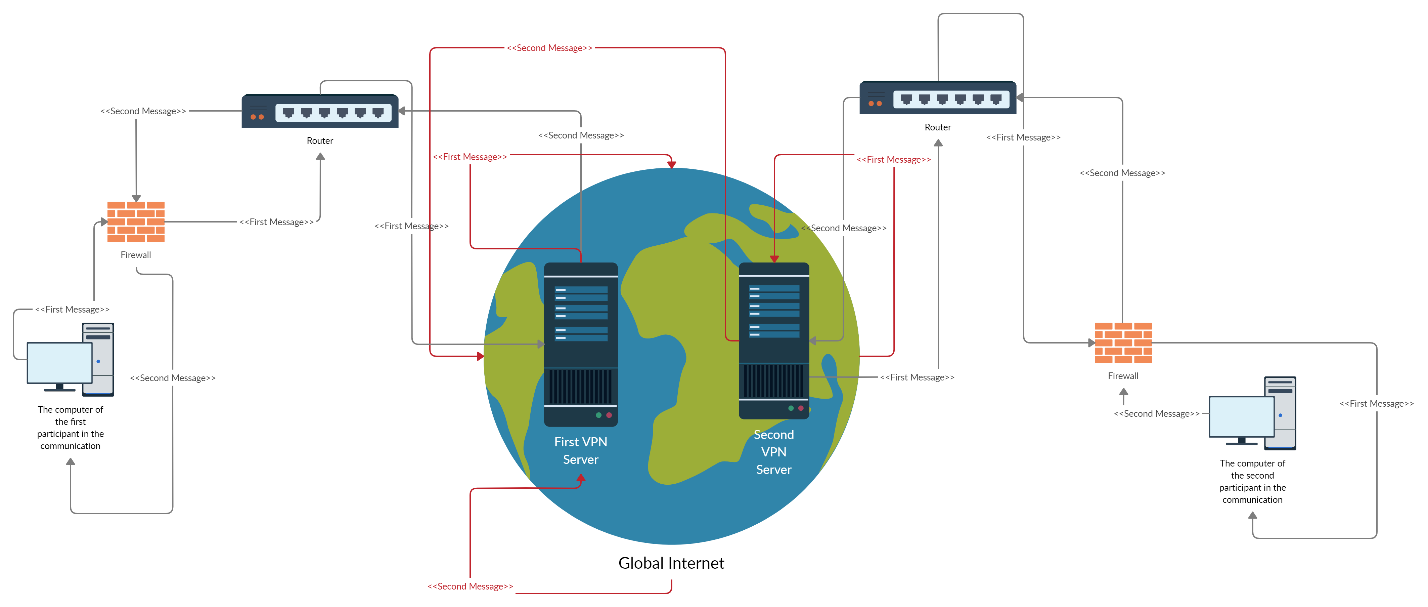 <<Second Message>>
<<Second Message>>
Router
<<Second Message>>
<<First Message>>
<<First Message>>
<<First Message>>
<<First Message>>
Firewall
<<First Message>>
<<Second Message>>
The computer of
the first
participant in the
communication
First VPN
Server
Second
VPN
Server
Global Internet
<<Second Message>>
Router
<<First Message>>
<<First Message>>
<<Second Message>>
<<Second Message>>
<<First Message>>
Firewall
<<Second Message>>
<<First Message>>
The computer of
the second
participant in the
communication